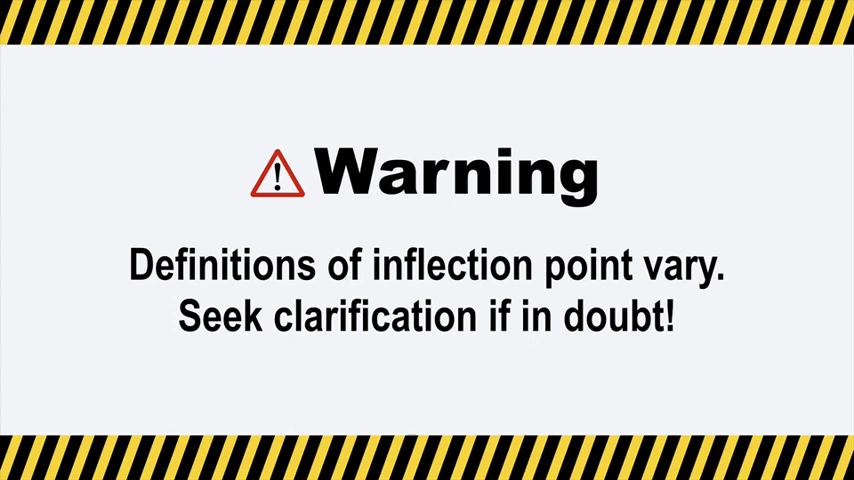 Warning
Definitions of inflection point vary.
Seek clarification if in doubt!